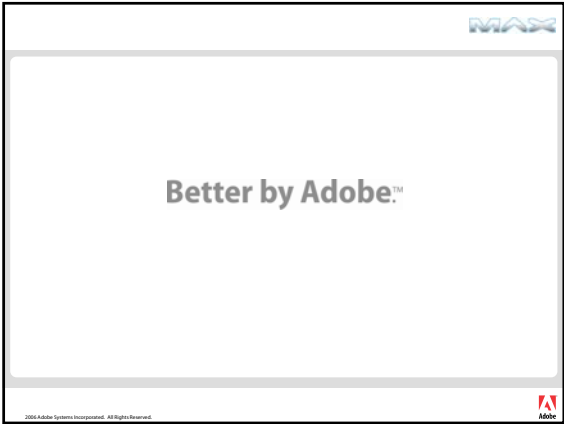 MAX
Better by Adobe.™
2006 Adobe Systems Incorporated. All Rights Reserved.
Adobe